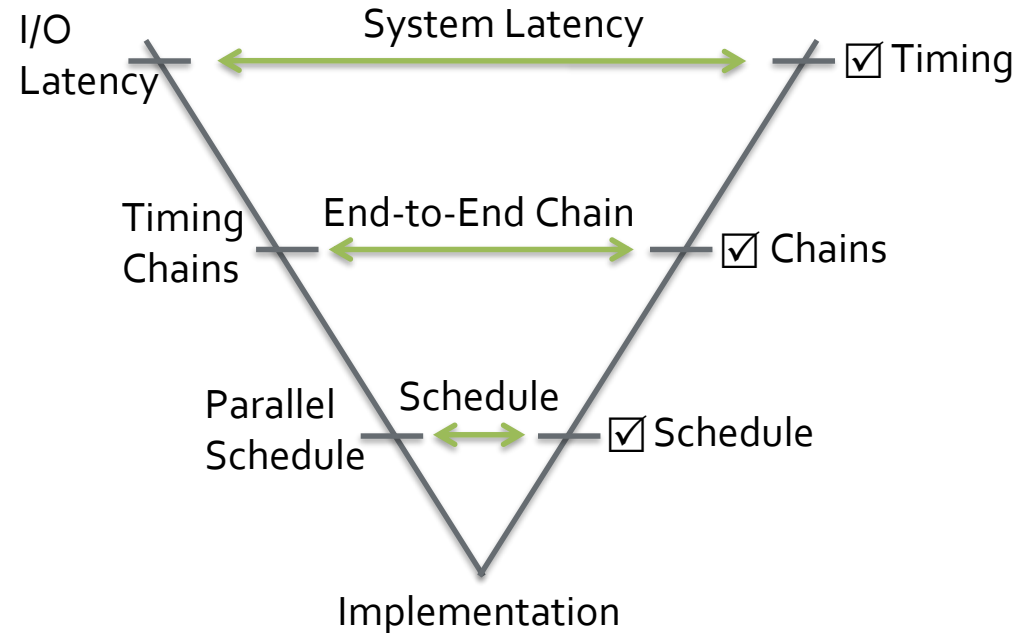 I/O
Latency
System Latency
☑ Timing
Timing
Chains
End-to-End Chain
☑ Chains
Parallel
Schedule
Schedule
☑ Schedule
Implementation